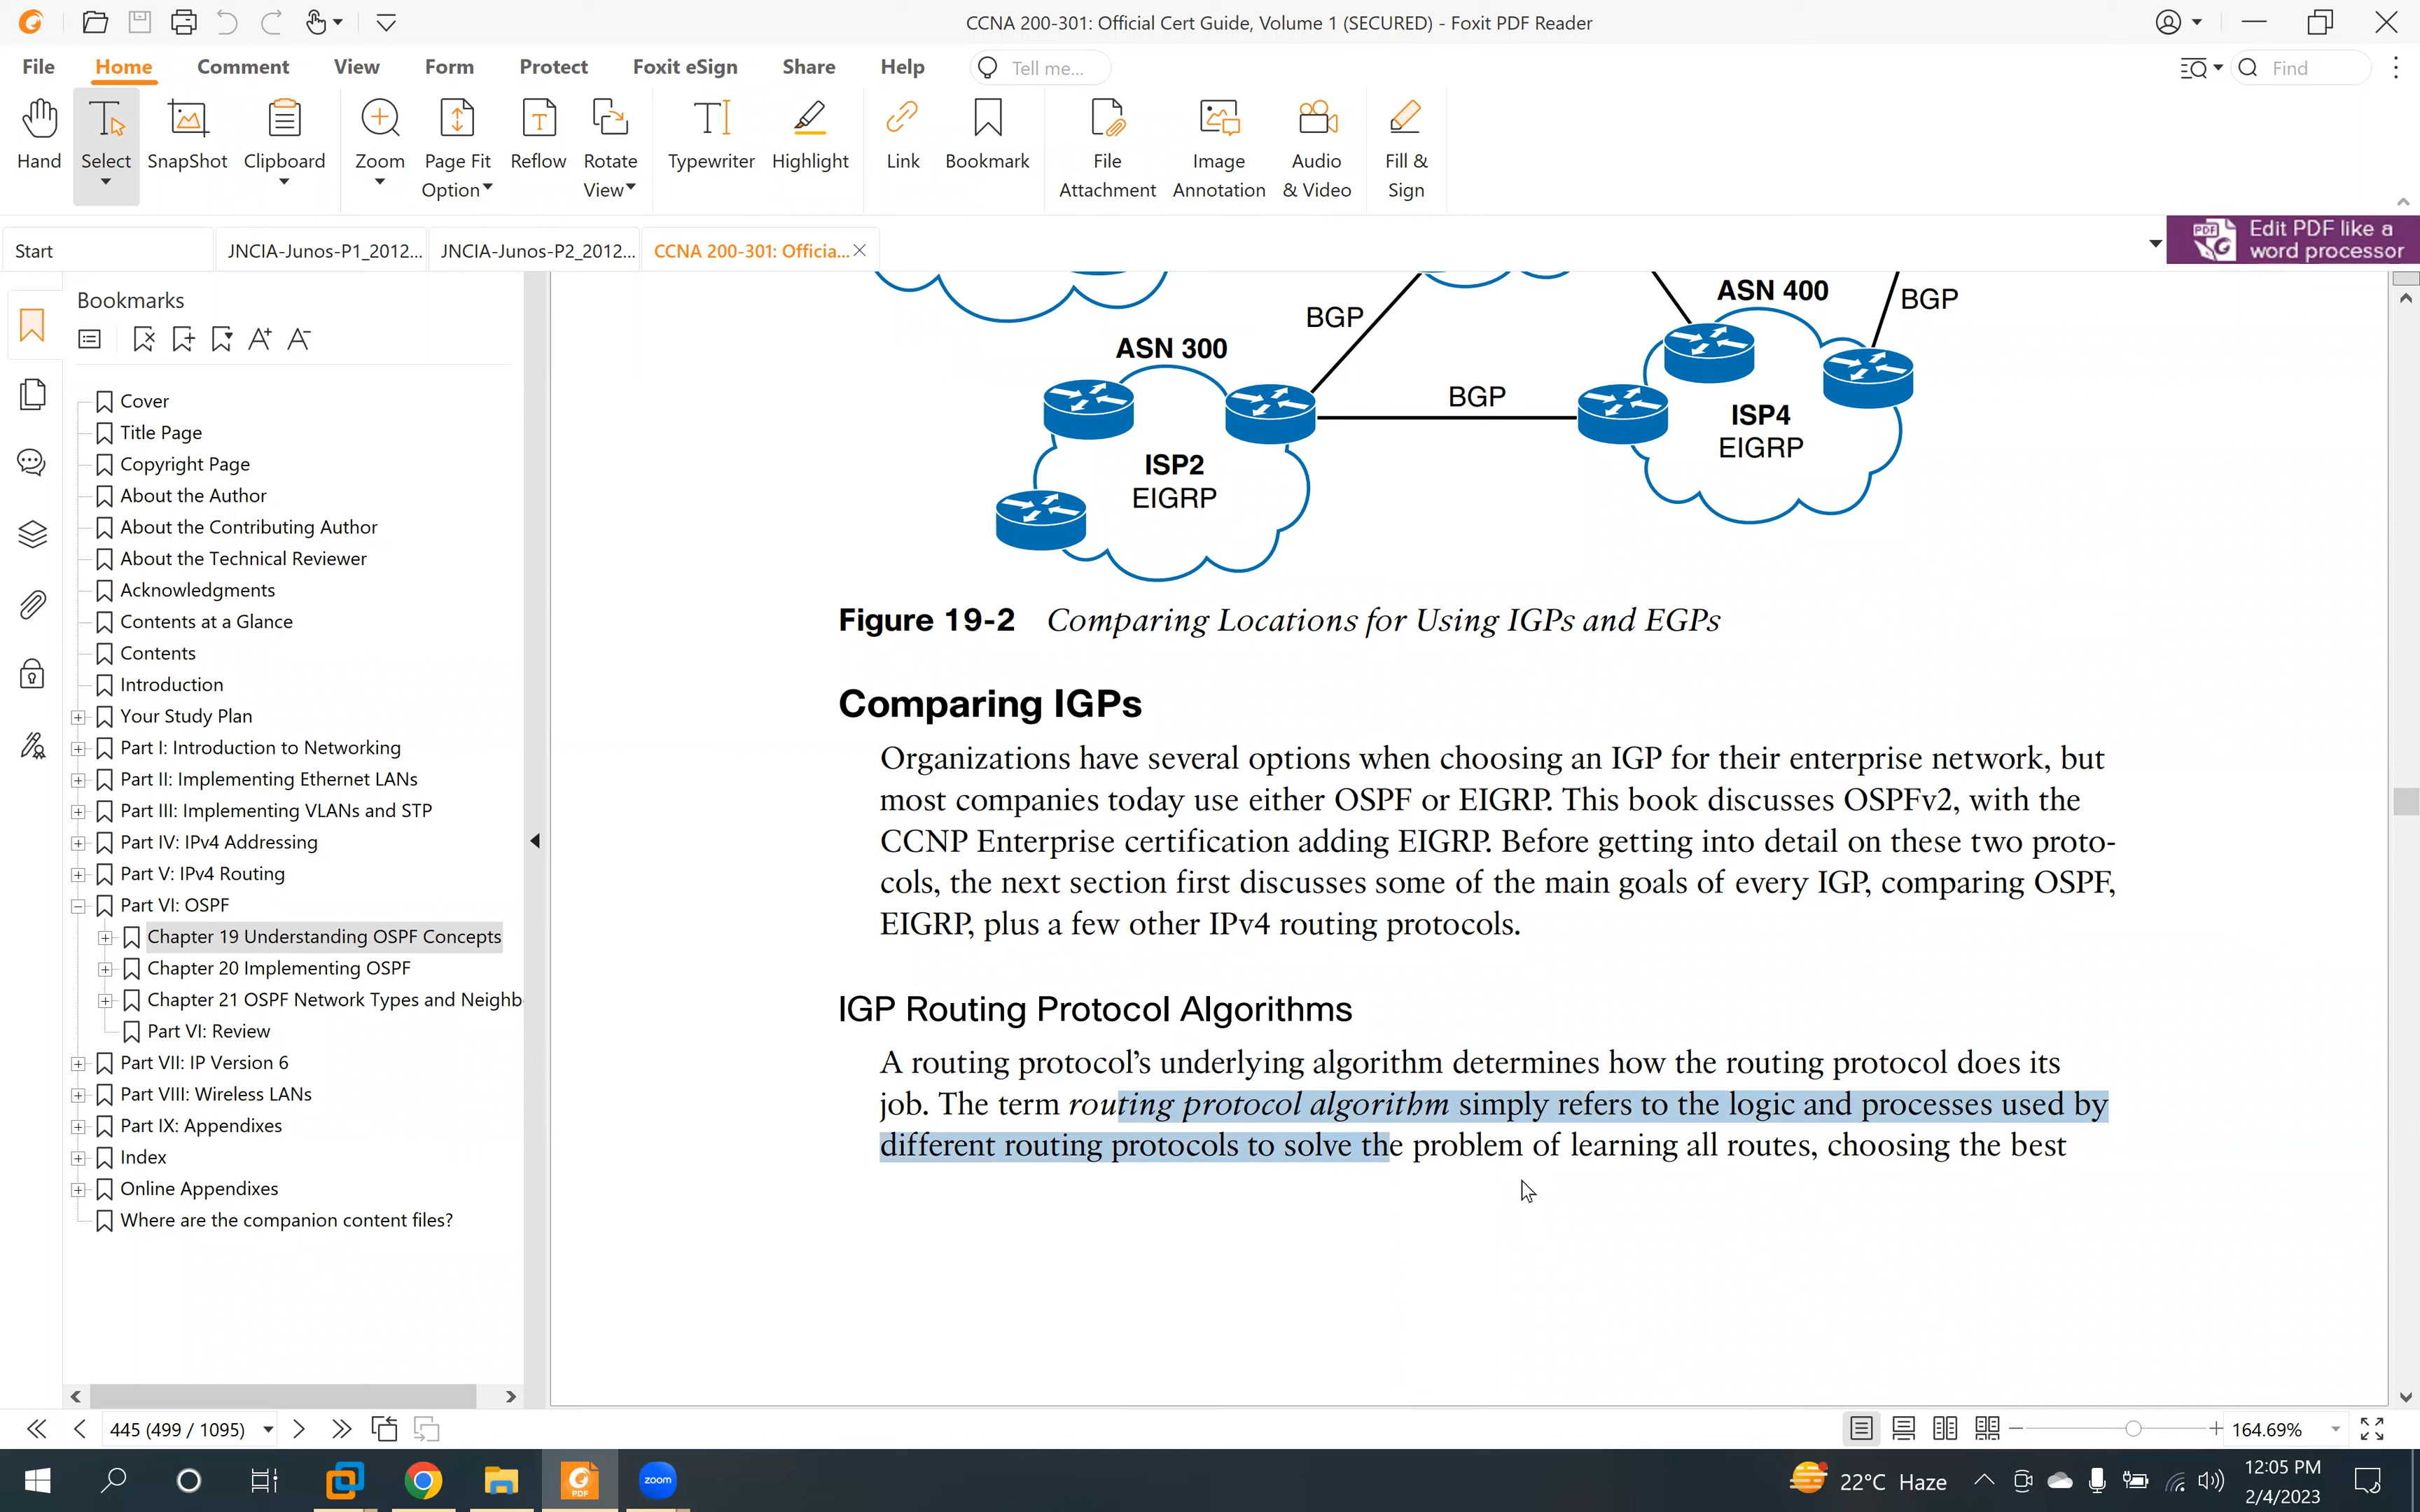 CCNA 200-301: Official Cert Guide, Volume 1 (SECURED) - Foxit PDF Reader
File Home Comment View Form Protect Foxit eSign Share Help Tell me... Find
Hand Select SnapShot Clipboard Zoom Page Fit Option Reflow Rotate View Typewriter Highlight Link Bookmark File Attachment Image Annotation Audio & Video Fill & Sign
Start JNCIA-Junos-P1_2012... JNCIA-Junos-P2_2012... CCNA 200-301: Officia...
Edit PDF like a
word processor
Bookmarks
Cover
Title Page
Copyright Page
About the Author
About the Contributing Author
About the Technical Reviewer
Acknowledgments
Contents at a Glance
Contents
Introduction
Your Study Plan
Part I: Introduction to Networking
Part II: Implementing Ethernet LANs
Part III: Implementing VLANs and STP
Part IV: IPv4 Addressing
Part V: IPv4 Routing
Part VI: OSPF
Chapter 19 Understanding OSPF Concepts
Chapter 20 Implementing OSPF
Chapter 21 OSPF Network Types and Neighb
Part VI: Review
Part VII: IP Version 6
Part VIII: Wireless LANs
Part IX: Appendixes
Index
Online Appendixes
Where are the companion content files?
ASN 400
BGP
BGP
ASN 300
BGP
ISP4
EIGRP
ISP2
EIGRP
Figure 19-2 Comparing Locations for Using IGPs and EGPs
Comparing IGPs
Organizations have several options when choosing an IGP for their enterprise network, but
most companies today use either OSPF or EIGRP. This book discusses OSPFv2, with the
CCNP Enterprise certification adding EIGRP. Before getting into detail on these two proto-
cols, the next section first discusses some of the main goals of every IGP, comparing OSPF,
EIGRP, plus a few other IPv4 routing protocols.
IGP Routing Protocol Algorithms
A routing protocol's underlying algorithm determines how the routing protocol does its
job. The term routing protocol algorithm simply refers to the logic and processes used by
different routing protocols to solve the problem of learning all routes, choosing the best
445 (499 / 1095)
164.69%
PDF
zoom
22°C Haze
12:05 PM
2/4/2023